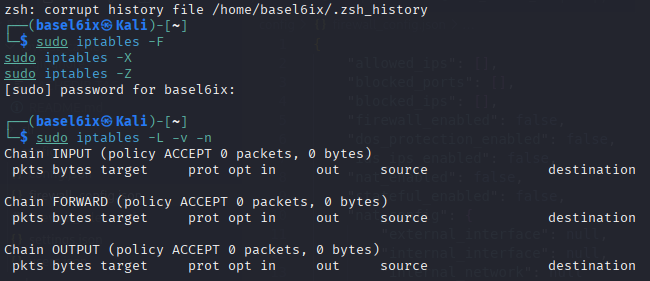 zsh: corrupt history file /home/basel6ix/.zsh_history
┌──(basel6ix㉿Kali)-[~]
└─$ sudo iptables -F
sudo iptables -X
sudo iptables -Z
[sudo] password for basel6ix:
┌──(basel6ix㉿Kali)-[~]
└─$ sudo iptables -L -v -n
Chain INPUT (policy ACCEPT 0 packets, 0 bytes)
pkts bytes target prot opt in out source destination
Chain FORWARD (policy ACCEPT 0 packets, 0 bytes)
pkts bytes target prot opt in out source destination
Chain OUTPUT (policy ACCEPT 0 packets, 0 bytes)
pkts bytes target prot opt in out source destination